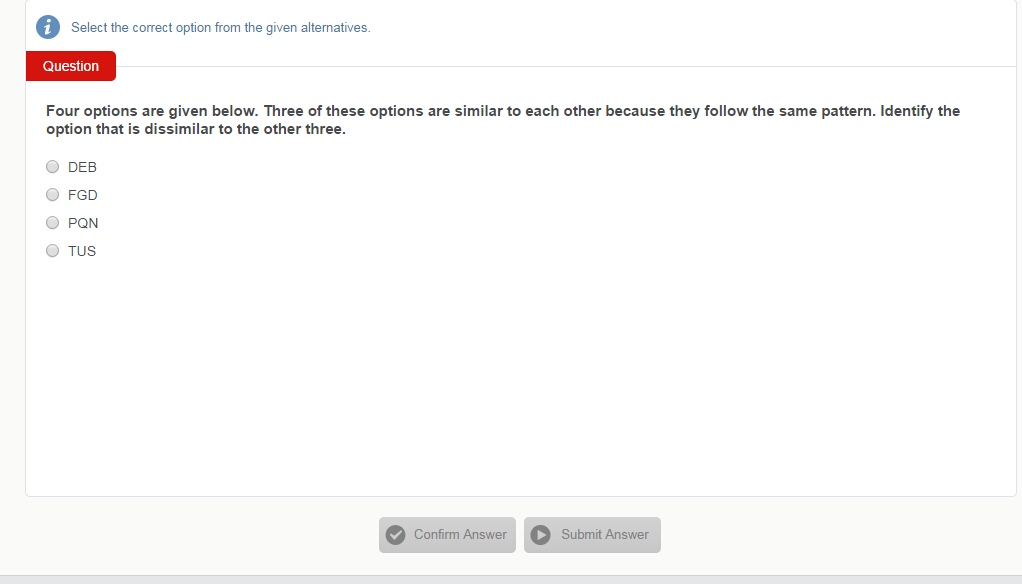 Select the correct option from the given alternatives.
Question
Four options are given below. Three of these options are similar to each other because they follow the same pattern. Identify the
option that is dissimilar to the other three.
DEB
FGD
PQN
TUS
Confirm Answer
Submit Answer